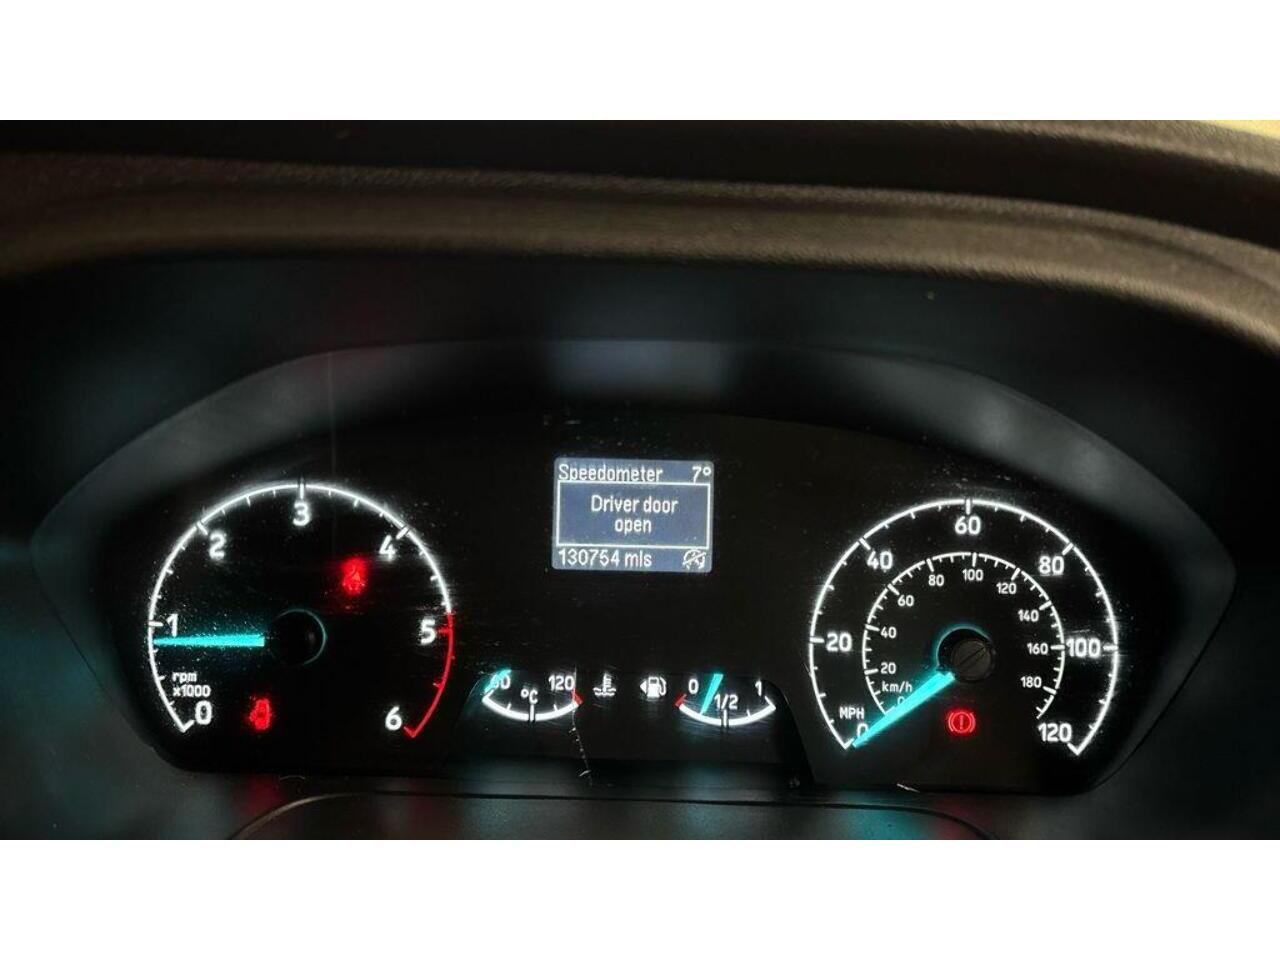 Speedometer 7°
Driver door
open
130754 mls
0 1 2 3 4 5 6
rpm
x1000
60 120
°C
0 1/2 1
0 20 40 60 80 100 120
MPH
20 40 60 80 100 120 140 160 180
km/h